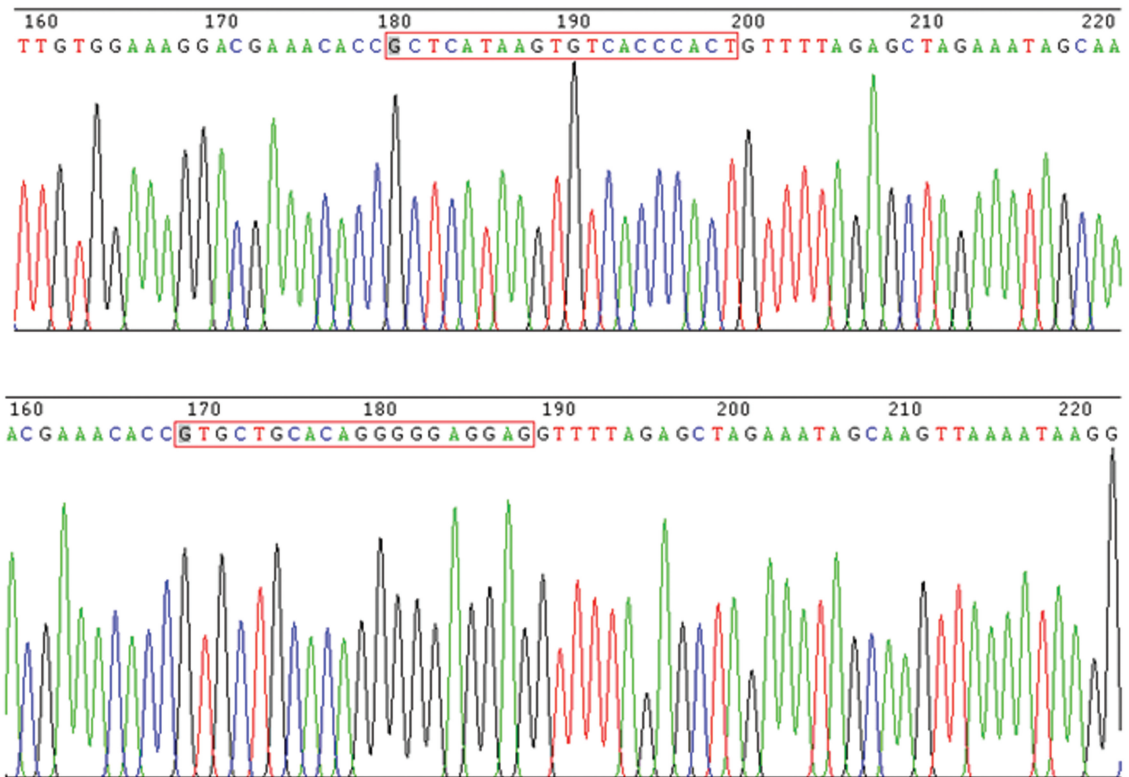 160 170 180 190 200 210 220
TTGTGGAAAGGACGAAACACCGCTCATAAGTGTCACCCACTGTTTTAGAGCTAGAAATAGCAA
160 170 180 190 200 210 220
ACGAAACACCGTGCTGCACAGGGGGAGGAGGTTTTAGAGCTAGAAATAGCAAGTTAAAATAAGG